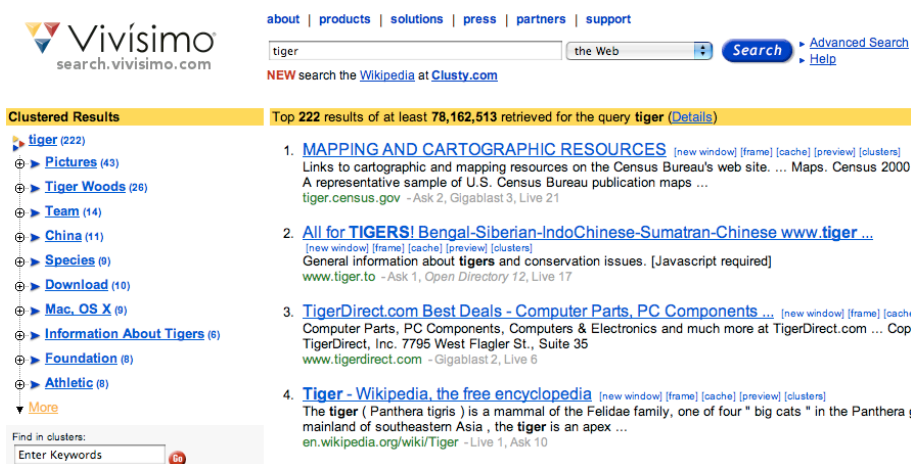 Vivísimo
search.vivisimo.com
about | products | solutions | press | partners | support
tiger
the Web
Search
Advanced Search
Help
NEW search the Wikipedia at Clusty.com
Clustered Results
tiger (222)
Pictures (43)
Tiger Woods (26)
Team (14)
China (11)
Species (9)
Download (10)
Mac, OS X (9)
Information About Tigers (6)
Foundation (8)
Athletic (8)
More
Find in clusters:
Enter Keywords
Go
Top 222 results of at least 78,162,513 retrieved for the query tiger (Details)
1. MAPPING AND CARTOGRAPHIC RESOURCES [new window] [frame] [cache] [preview] [clusters]
Links to cartographic and mapping resources on the Census Bureau's web site. ... Maps. Census 2000
A representative sample of U.S. Census Bureau publication maps ...
tiger.census.gov - Ask 2, Gigablast 3, Live 21
2. All for TIGERS! Bengal-Siberian-IndoChinese-Sumatran-Chinese www.tiger ...
[new window] [frame] [cache] [preview] [clusters]
General information about tigers and conservation issues. [Javascript required]
www.tiger.to - Ask 1, Open Directory 12, Live 17
3. TigerDirect.com Best Deals - Computer Parts, PC Components ... [new window] [frame] [cache
Computer Parts, PC Components, Computers & Electronics and much more at TigerDirect.com ... Cop
TigerDirect, Inc. 7795 West Flagler St., Suite 35
www.tigerdirect.com - Gigablast 2, Live 6
4. Tiger - Wikipedia, the free encyclopedia [new window] [frame] [cache] [preview] [clusters]
The tiger ( Panthera tigris ) is a mammal of the Felidae family, one of four " big cats " in the Panthera g
mainland of southeastern Asia , the tiger is an apex ...
en.wikipedia.org/wiki/Tiger - Live 1, Ask 10